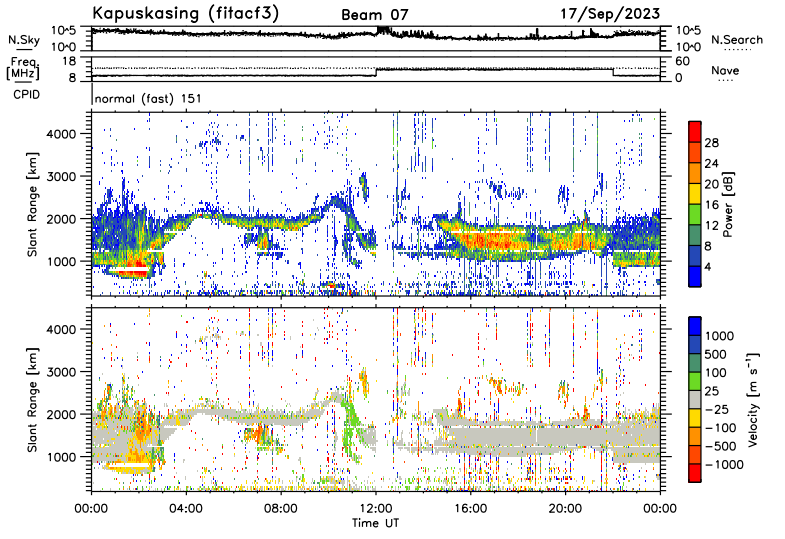 Kapuskasing (fitacf3)
Beam 07
17/Sep/2023
N.Sky
10^5
10^0
10^5
10^0
N.Search
Freq.
[MHz]
18
8
60
0
Nave
CPID
normal (fast) 151
Slant Range [km]
4000
3000
2000
1000
28
24
20
16
12
8
4
Power [dB]
Slant Range [km]
4000
3000
2000
1000
1000
500
100
25
-25
-100
-500
-1000
Velocity [m s⁻¹]
00:00
04:00
08:00
12:00
16:00
20:00
00:00
Time UT